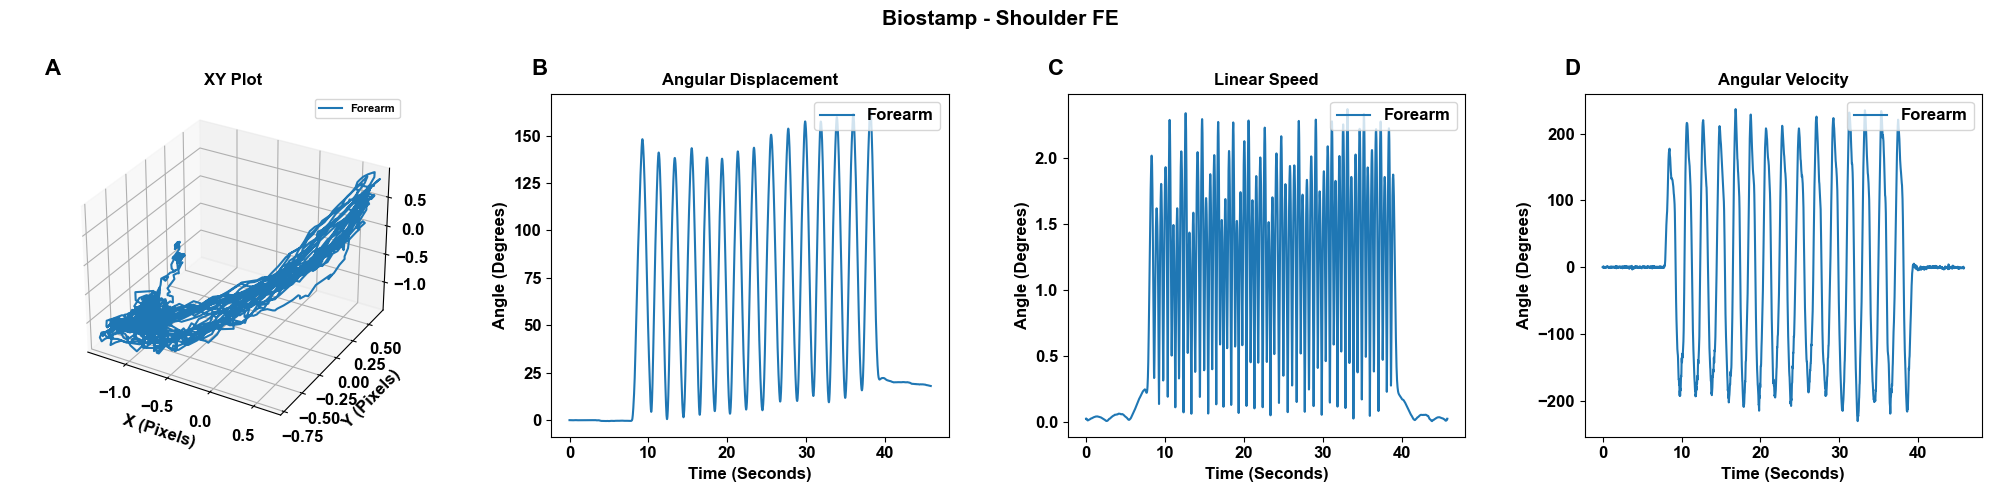 Biostamp - Shoulder FE
A
XY Plot
Forearm
0.5
0.0
−0.5
−1.0
0.50
0.25
0.00
−0.25
−0.50
−0.75
Y (Pixels)
−1.0
−0.5
0.0
0.5
X (Pixels)
B
Angular Displacement
Forearm
Angle (Degrees)
150
125
100
75
50
25
0
0 10 20 30 40
Time (Seconds)
C
Linear Speed
Forearm
Angle (Degrees)
2.0
1.5
1.0
0.5
0.0
0 10 20 30 40
Time (Seconds)
D
Angular Velocity
Forearm
Angle (Degrees)
200
100
0
−100
−200
0 10 20 30 40
Time (Seconds)